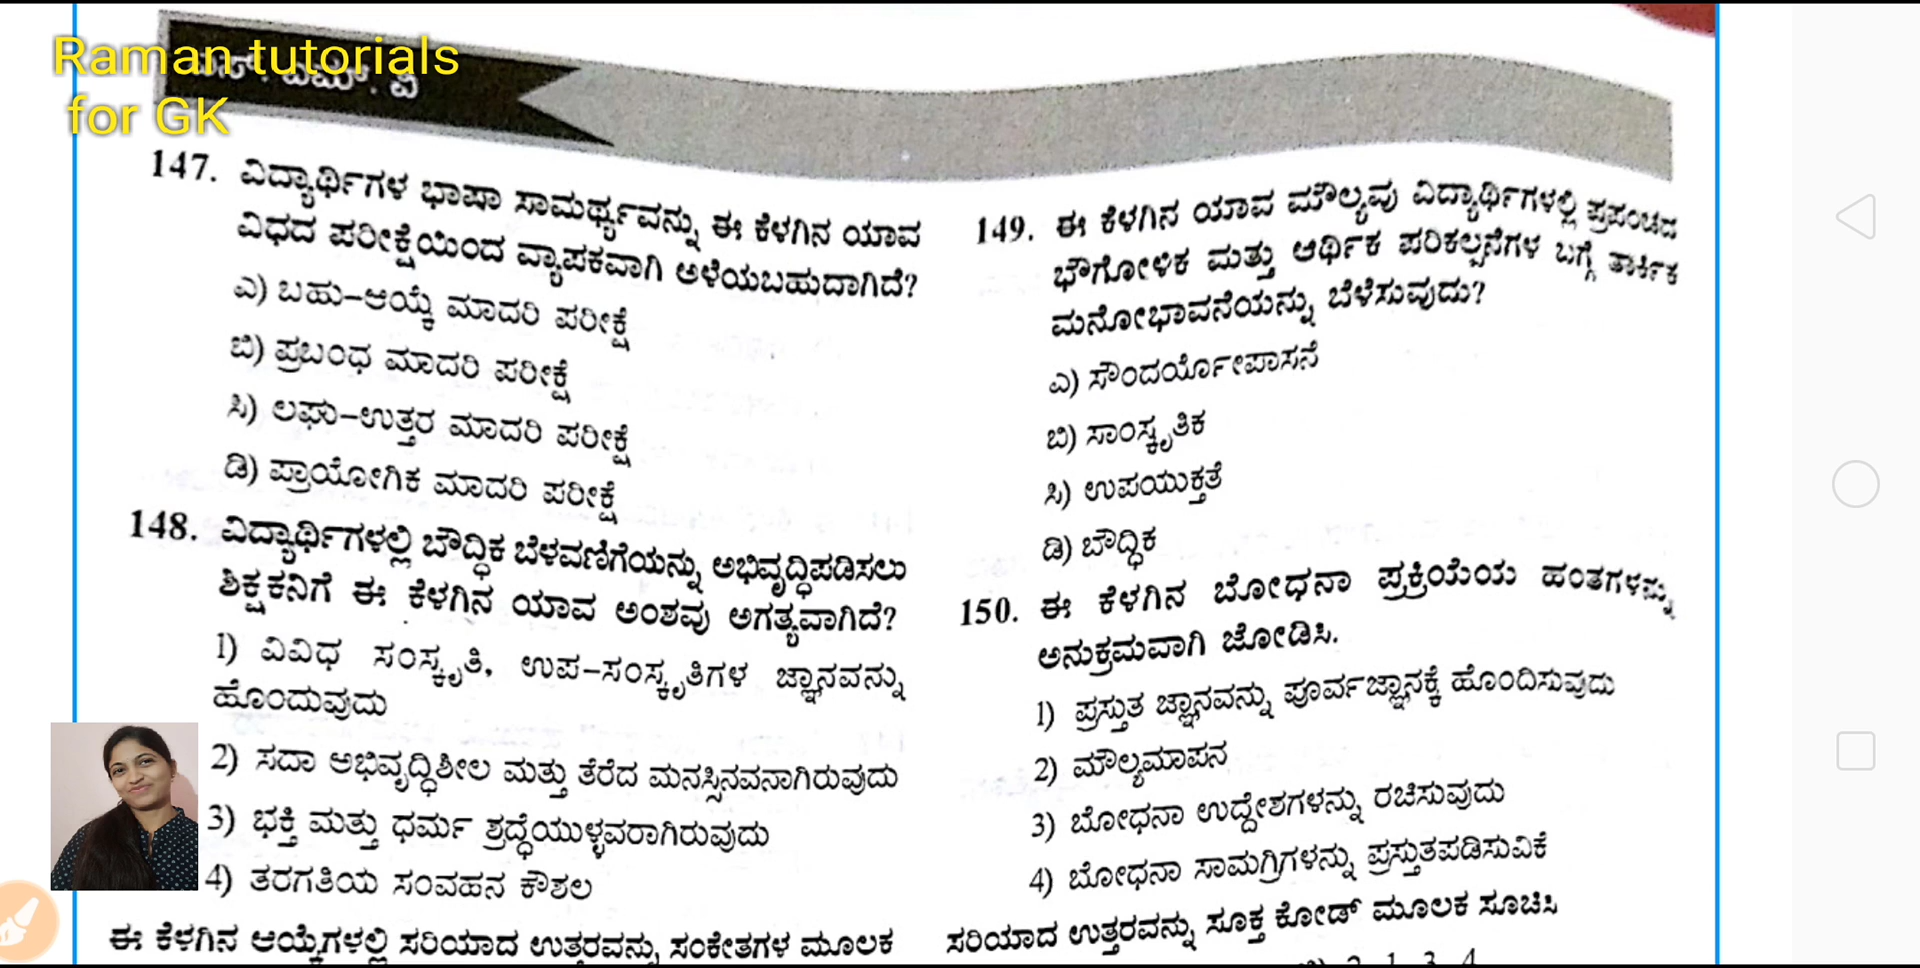 Raman tutorials
for GK
147. ವಿದ್ಯಾರ್ಥಿಗಳ ಭಾಷಾ ಸಾಮರ್ಥ್ಯವನ್ನು ಈ ಕೆಳಗಿನ ಯಾವ
ವಿಧದ ಪರೀಕ್ಷೆಯಿಂದ ವ್ಯಾಪಕವಾಗಿ ಅಳೆಯಬಹುದಾಗಿದೆ?
ಎ) ಬಹು-ಆಯ್ಕೆ ಮಾದರಿ ಪರೀಕ್ಷೆ
ಬಿ) ಪ್ರಬಂಧ ಮಾದರಿ ಪರೀಕ್ಷೆ
ಸಿ) ಲಘು-ಉತ್ತರ ಮಾದರಿ ಪರೀಕ್ಷೆ
ಡಿ) ಪ್ರಾಯೋಗಿಕ ಮಾದರಿ ಪರೀಕ್ಷೆ
148. ವಿದ್ಯಾರ್ಥಿಗಳಲ್ಲಿ ಬೌದ್ಧಿಕ ಬೆಳವಣಿಗೆಯನ್ನು ಅಭಿವೃದ್ಧಿಪಡಿಸಲು
ಶಿಕ್ಷಕನಿಗೆ ಈ ಕೆಳಗಿನ ಯಾವ ಅಂಶವು ಅಗತ್ಯವಾಗಿದೆ?
1) ವಿವಿಧ ಸಂಸ್ಕೃತಿ, ಉಪ-ಸಂಸ್ಕೃತಿಗಳ ಜ್ಞಾನವನ್ನು
ಹೊಂದುವುದು
2) ಸದಾ ಅಭಿವೃದ್ಧಿಶೀಲ ಮತ್ತು ತೆರೆದ ಮನಸ್ಸಿನವನಾಗಿರುವುದು
3) ಭಕ್ತಿ ಮತ್ತು ಧರ್ಮ ಶ್ರದ್ಧೆಯುಳ್ಳವರಾಗಿರುವುದು
4) ತರಗತಿಯ ಸಂವಹನ ಕೌಶಲ
ಈ ಕೆಳಗಿನ ಆಯ್ಕೆಗಳಲ್ಲಿ ಸರಿಯಾದ ಉತ್ತರವನ್ನು ಸಂಕೇತಗಳ ಮೂಲಕ
149. ಈ ಕೆಳಗಿನ ಯಾವ ಮೌಲ್ಯವು ವಿದ್ಯಾರ್ಥಿಗಳಲ್ಲಿ ಪ್ರಪಂಚದ
ಭೌಗೋಳಿಕ ಮತ್ತು ಆರ್ಥಿಕ ಪರಿಕಲ್ಪನೆಗಳ ಬಗ್ಗೆ ತಾರ್ಕಿಕ
ಮನೋಭಾವನೆಯನ್ನು ಬೆಳೆಸುವುದು?
ಎ) ಸೌಂದರ್ಯೋಪಾಸನೆ
ಬಿ) ಸಾಂಸ್ಕೃತಿಕ
ಸಿ) ಉಪಯುಕ್ತತೆ
ಡಿ) ಬೌದ್ಧಿಕ
150. ಈ ಕೆಳಗಿನ ಬೋಧನಾ ಪ್ರಕ್ರಿಯೆಯ ಹಂತಗಳನ್ನು
ಅನುಕ್ರಮವಾಗಿ ಜೋಡಿಸಿ.
1) ಪ್ರಸ್ತುತ ಜ್ಞಾನವನ್ನು ಪೂರ್ವಜ್ಞಾನಕ್ಕೆ ಹೊಂದಿಸುವುದು
2) ಮೌಲ್ಯಮಾಪನ
3) ಬೋಧನಾ ಉದ್ದೇಶಗಳನ್ನು ರಚಿಸುವುದು
4) ಬೋಧನಾ ಸಾಮಗ್ರಿಗಳನ್ನು ಪ್ರಸ್ತುತಪಡಿಸುವಿಕೆ
ಸರಿಯಾದ ಉತ್ತರವನ್ನು ಸೂಕ್ತ ಕೋಡ್ ಮೂಲಕ ಸೂಚಿಸಿ